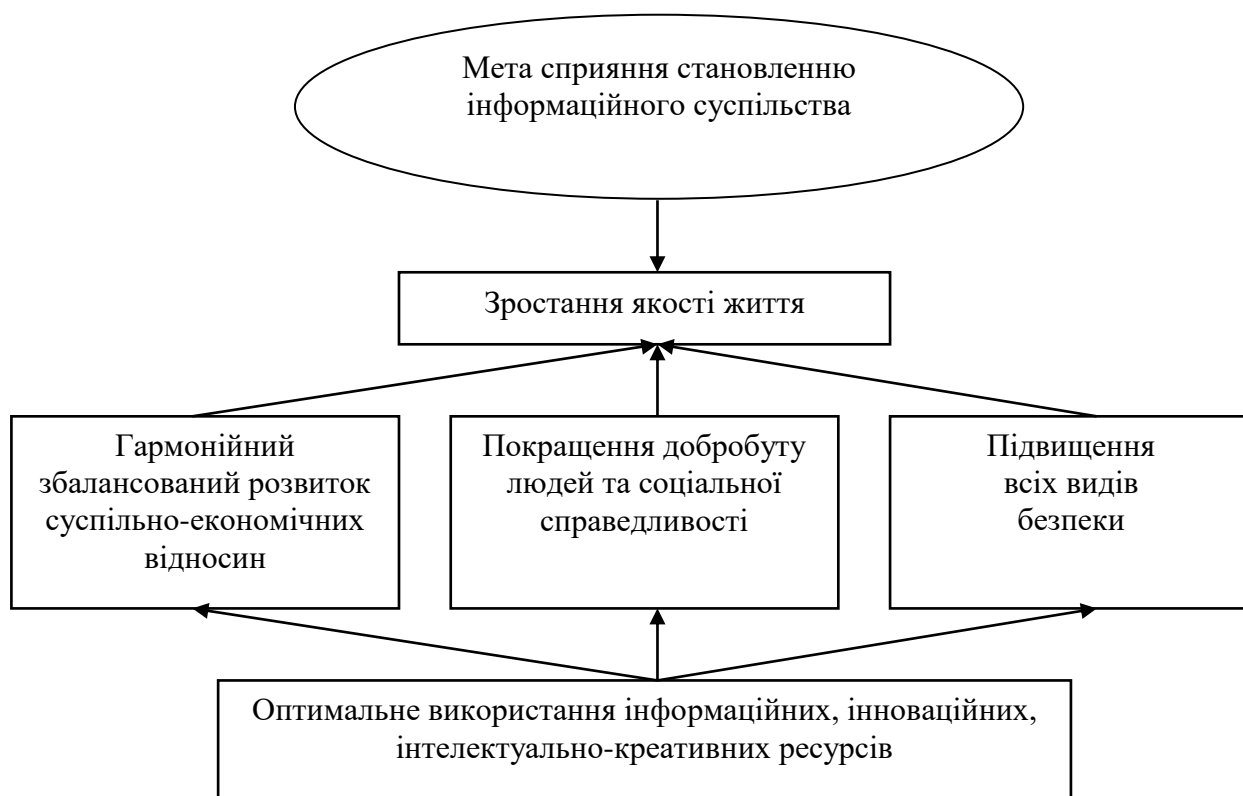 Мета сприяння становленню
інформаційного суспільства
Зростання якості життя
Гармонійний
збалансований розвиток
суспільно-економічних
відносин
Покращення добробуту
людей та соціальної
справедливості
Підвищення
всіх видів
безпеки
Оптимальне використання інформаційних, інноваційних,
інтелектуально-креативних ресурсів